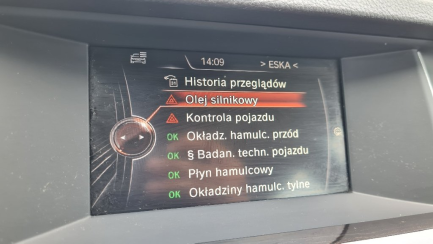 14:09 > ESKA <
Historia przeglądów
Olej silnikowy
Kontrola pojazdu
OK Okładz. hamulc. przód
OK § Badan. techn. pojazdu
OK Płyn hamulcowy
OK Okładziny hamulc. tylne